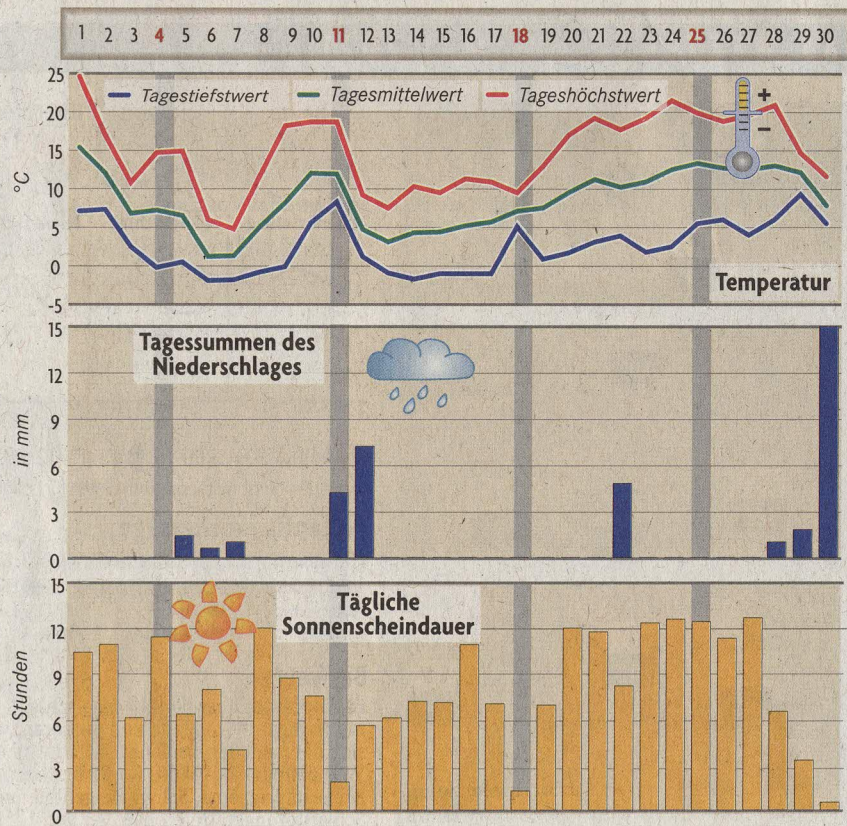 1 2 3 4 5 6 7 8 9 10 11 12 13 14 15 16 17 18 19 20 21 22 23 24 25 26 27 28 29 30
25
20
15
10
5
0
-5
°C
Tagestiefstwert Tagesmittelwert Tageshöchstwert
+
−
Temperatur
15
12
9
6
3
0
in mm
Tagessummen des
Niederschlages
15
12
9
6
3
0
Stunden
Tägliche
Sonnenscheindauer